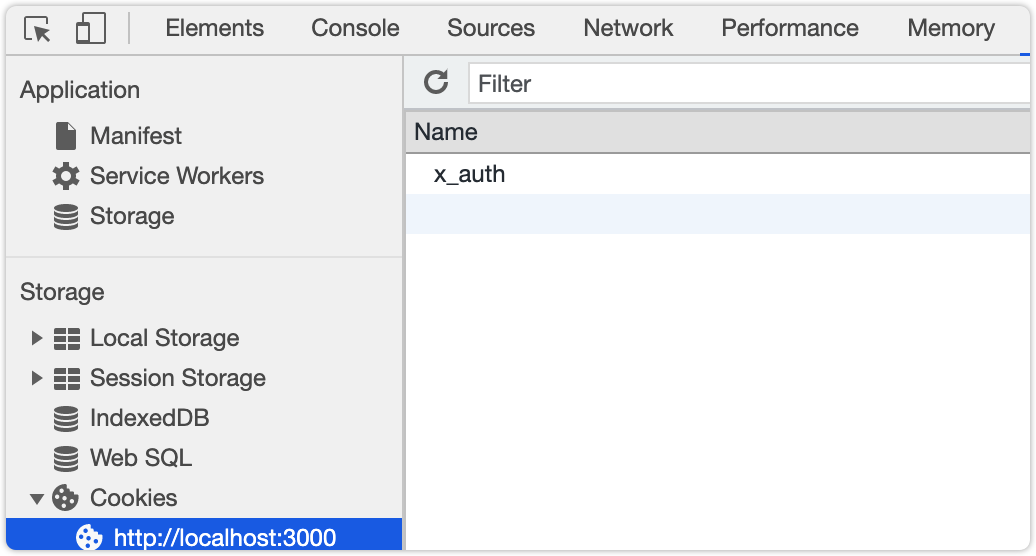 Elements Console Sources Network Performance Memory
Application
Manifest
Service Workers
Storage
Storage
Local Storage
Session Storage
IndexedDB
Web SQL
Cookies
http://localhost:3000
Filter
Name
x_auth